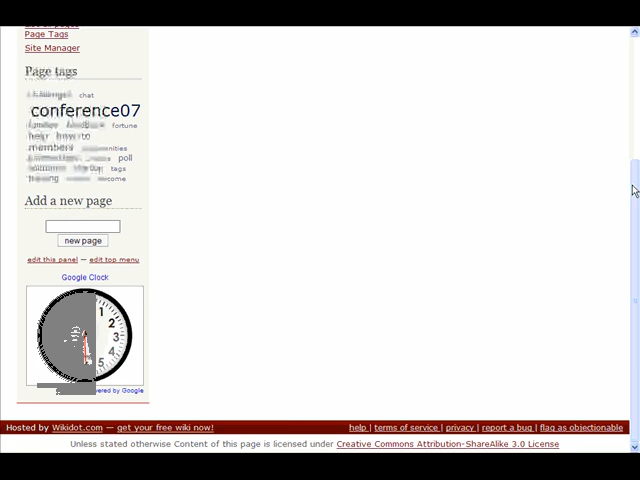 Page Tags
Site Manager
Page tags
chat
conference07
fortune
help how to
members
poll
tags
Add a new page
new page
edit this panel — edit top menu
Google Clock
1
2
3
4
5
by Google
Hosted by Wikidot.com — get your free wiki now!
help | terms of service | privacy | report a bug | flag as objectionable
Unless stated otherwise Content of this page is licensed under Creative Commons Attribution-ShareAlike 3.0 License